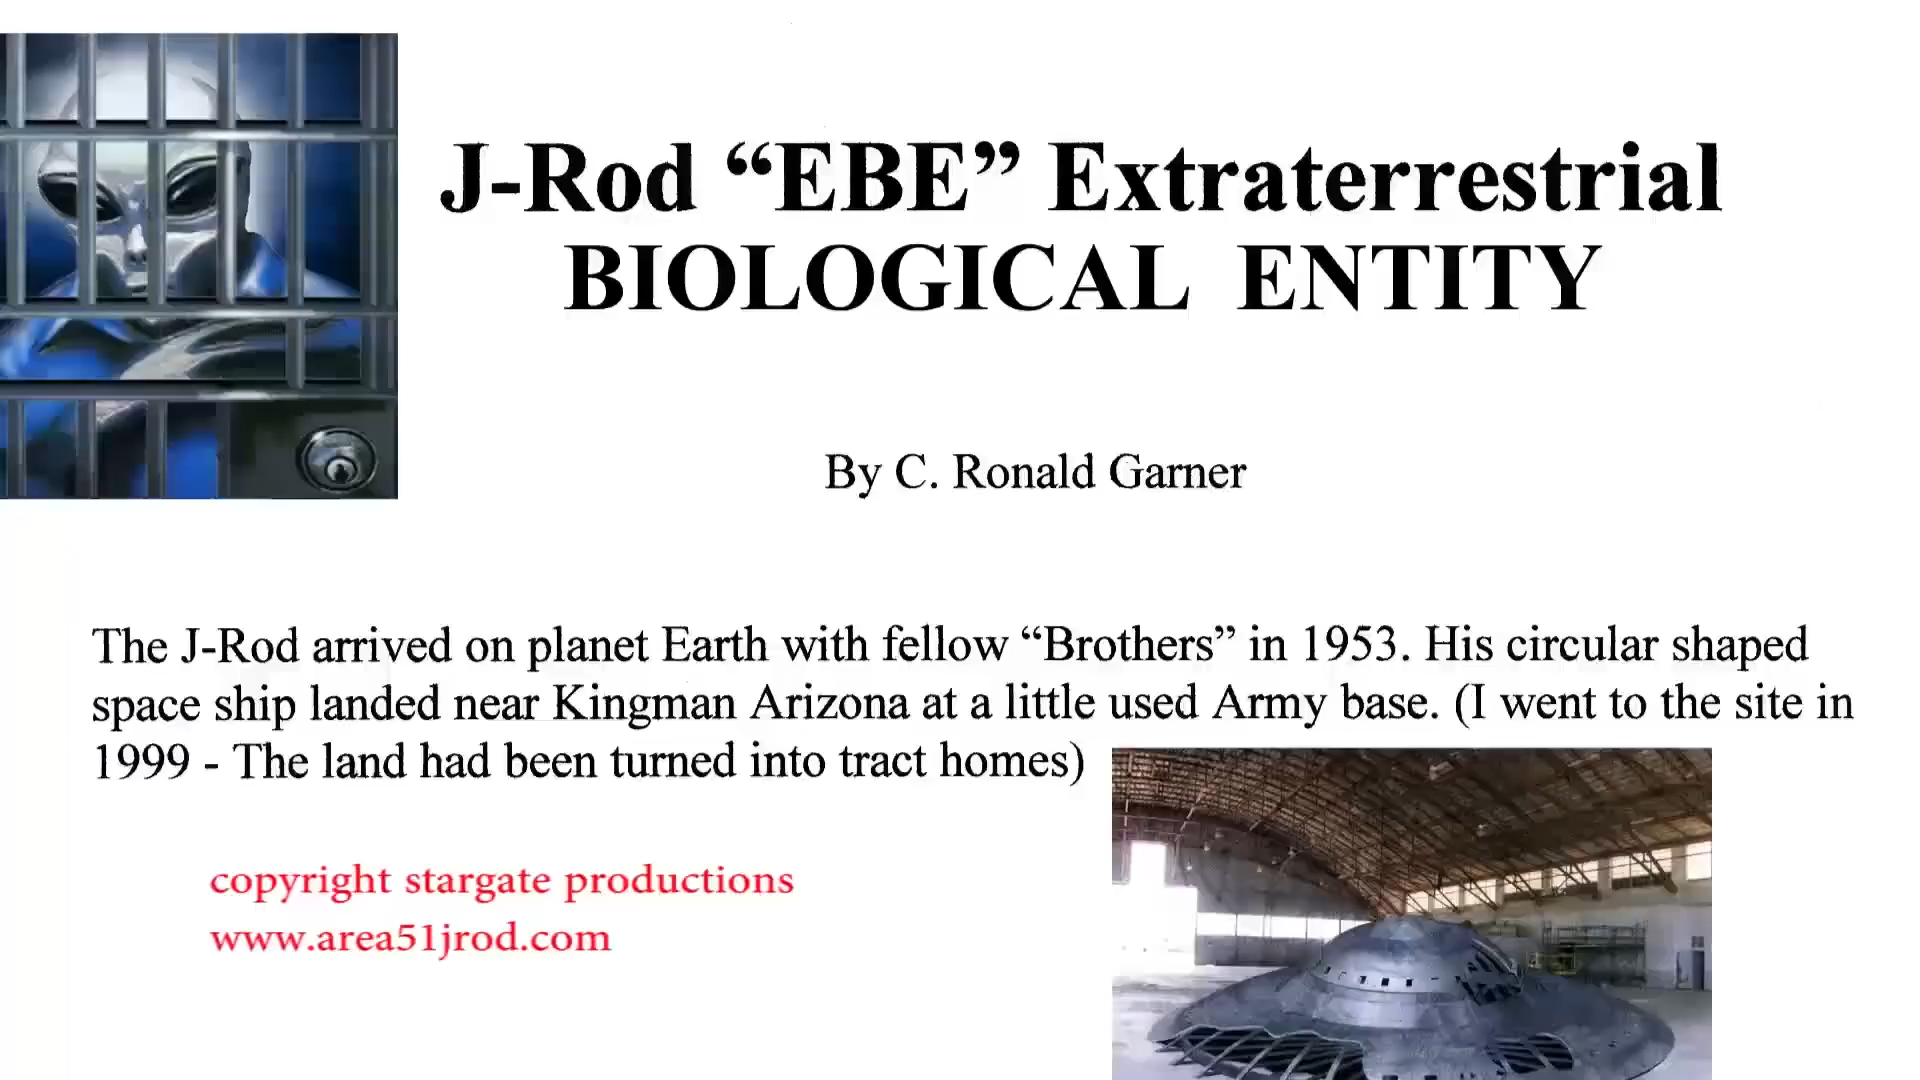 J-Rod “EBE” Extraterrestrial
BIOLOGICAL ENTITY
By C. Ronald Garner
The J-Rod arrived on planet Earth with fellow “Brothers” in 1953. His circular shaped
space ship landed near Kingman Arizona at a little used Army base. (I went to the site in
1999 - The land had been turned into tract homes)
copyright stargate productions
www.area51jrod.com